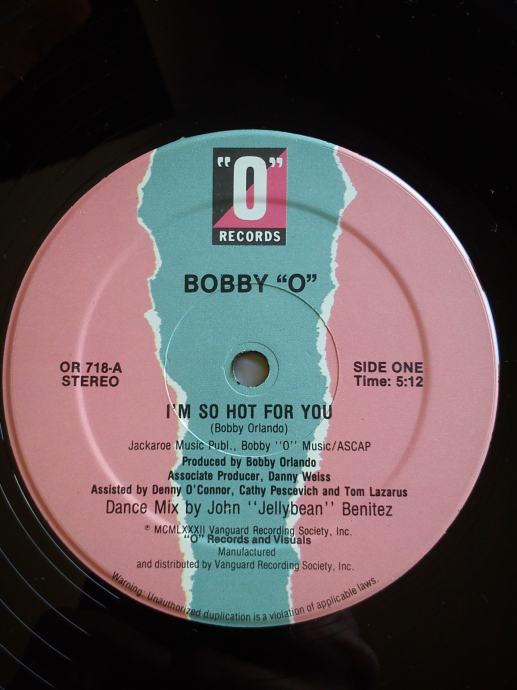 "O"
RECORDS
BOBBY "O"
OR 718-A
STEREO
SIDE ONE
Time: 5:12
I'M SO HOT FOR YOU
(Bobby Orlando)
Jackaroe Music Publ., Bobby "O" Music/ASCAP
Produced by Bobby Orlando
Associate Producer, Danny Weiss
Assisted by Denny O'Connor, Cathy Pescevich and Tom Lazarus
Dance Mix by John "Jellybean" Benitez
℗ MCMLXXXII Vanguard Recording Society, Inc.
"O" Records and Visuals
Manufactured
and distributed by Vanguard Recording Society, Inc.
Warning: Unauthorized duplication is a violation of applicable laws.